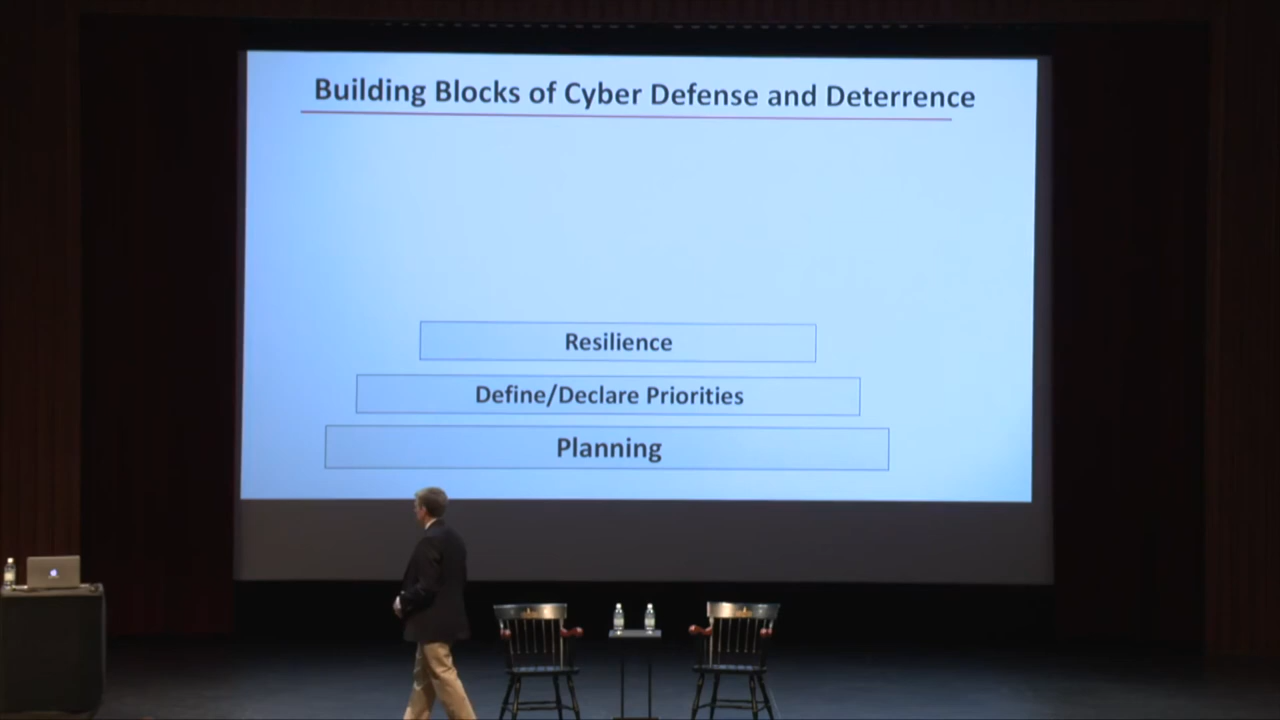 Building Blocks of Cyber Defense and Deterrence
Resilience
Define/Declare Priorities
Planning